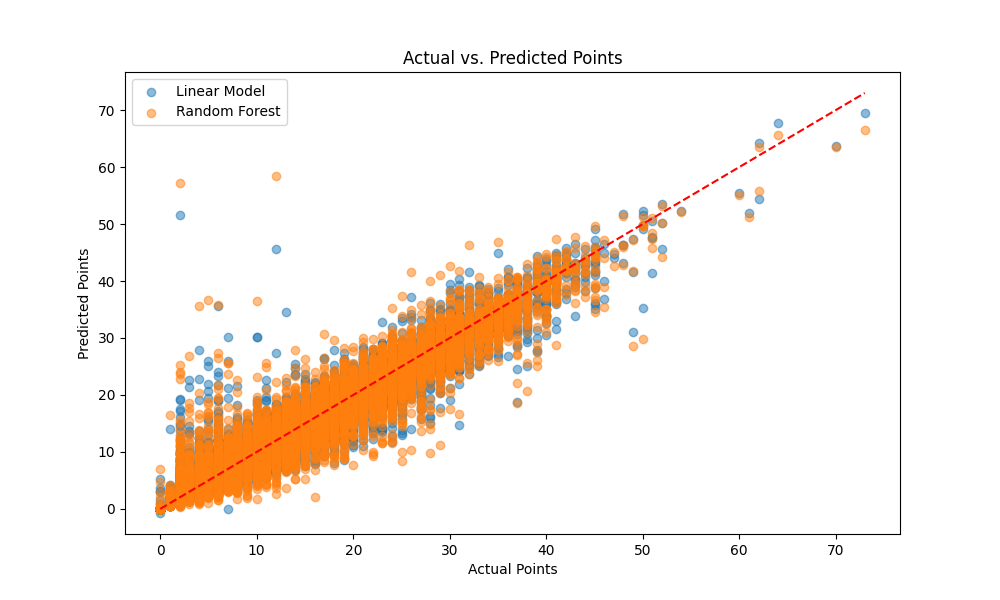 Actual vs. Predicted Points
Linear Model
Random Forest
Predicted Points
70
60
50
40
30
20
10
0
0 10 20 30 40 50 60 70
Actual Points